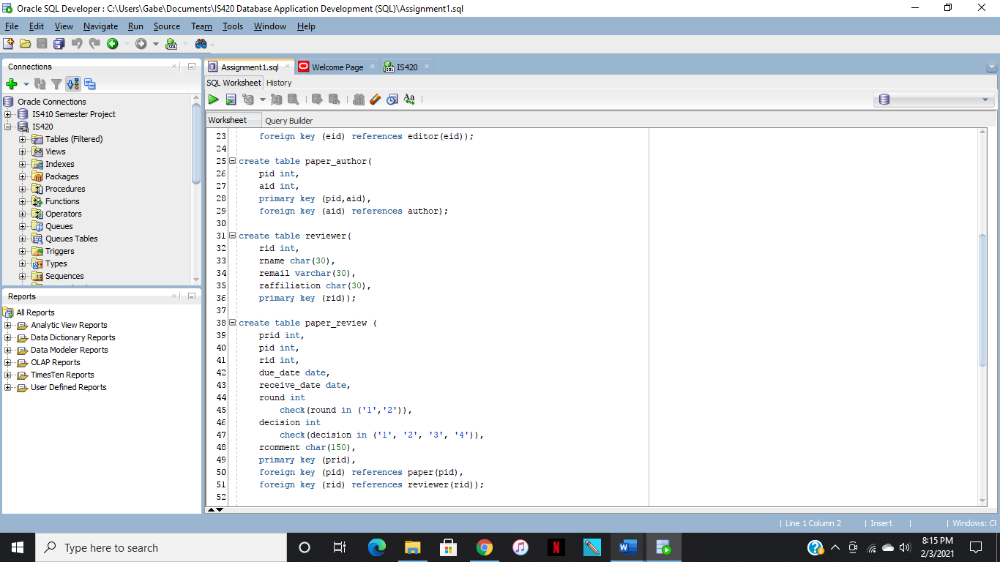 Oracle SQL Developer : C:\Users\Gabe\Documents\IS420 Database Application Development (SQL)\Assignment1.sql
File Edit View Navigate Run Source Team Tools Window Help
Connections
Oracle Connections
IS410 Semester Project
IS420
Tables (Filtered)
Views
Indexes
Packages
Procedures
Functions
Operators
Queues
Queues Tables
Triggers
Types
Sequences
Reports
All Reports
Analytic View Reports
Data Dictionary Reports
Data Modeler Reports
OLAP Reports
TimesTen Reports
User Defined Reports
Assignment1.sql Welcome Page IS420
SQL Worksheet History
Worksheet Query Builder
23 foreign key (eid) references editor(eid));
24
25 create table paper_author(
26 pid int,
27 aid int,
28 primary key (pid,aid),
29 foreign key (aid) references author);
30
31 create table reviewer(
32 rid int,
33 rname char(30),
34 remail varchar(30),
35 raffiliation char(30),
36 primary key (rid));
37
38 create table paper_review (
39 prid int,
40 pid int,
41 rid int,
42 due_date date,
43 receive_date date,
44 round int
45 check(round in ('1','2')),
46 decision int
47 check(decision in ('1', '2', '3', '4')),
48 rcomment char(150),
49 primary key (prid),
50 foreign key (pid) references paper(pid),
51 foreign key (rid) references reviewer(rid));
52
Line 1 Column 2 Insert Windows: CF
Type here to search
8:15 PM
2/3/2021